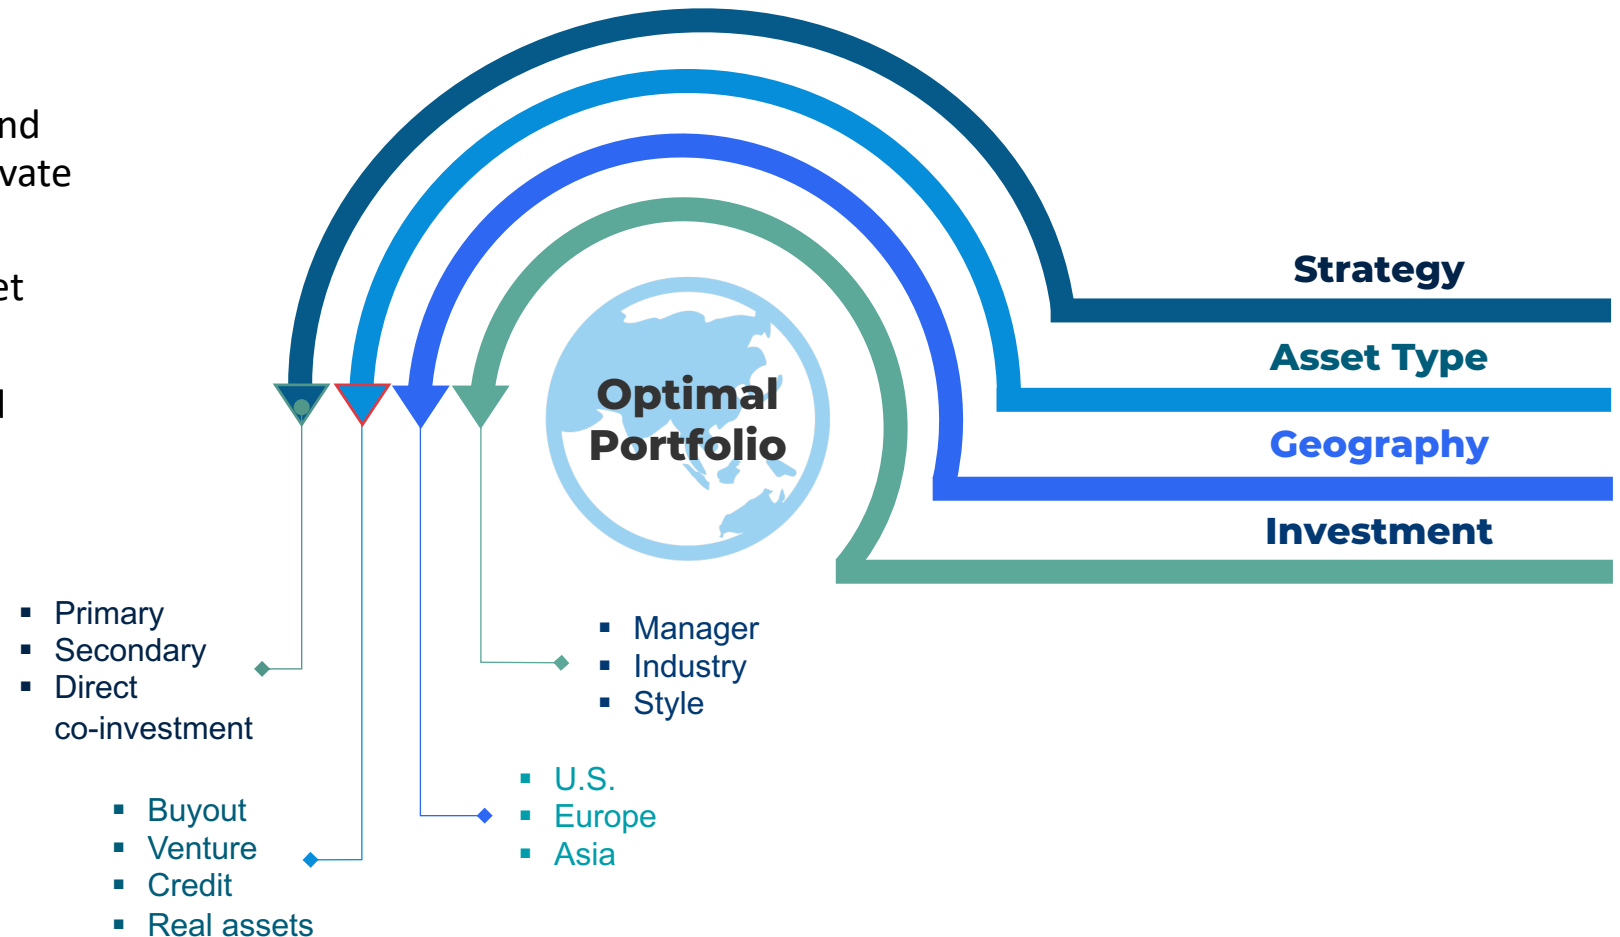 nd
vate
et
Strategy
Asset Type
Geography
Investment
Optimal
Portfolio
▪ Primary
▪ Secondary
▪ Direct
co-investment
▪ Buyout
▪ Venture
▪ Credit
▪ Real assets
▪ U.S.
▪ Europe
▪ Asia
▪ Manager
▪ Industry
▪ Style